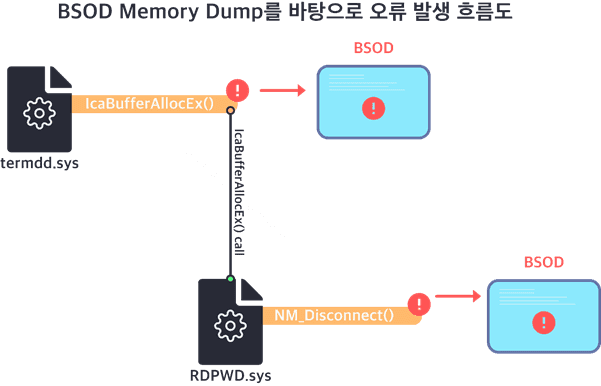 BSOD Memory Dump를 바탕으로 오류 발생 흐름도
BSOD
IcaBufferAllocEx()
termdd.sys
IcaBufferAllocEx() call
BSOD
NM_Disconnect()
RDPWD.sys